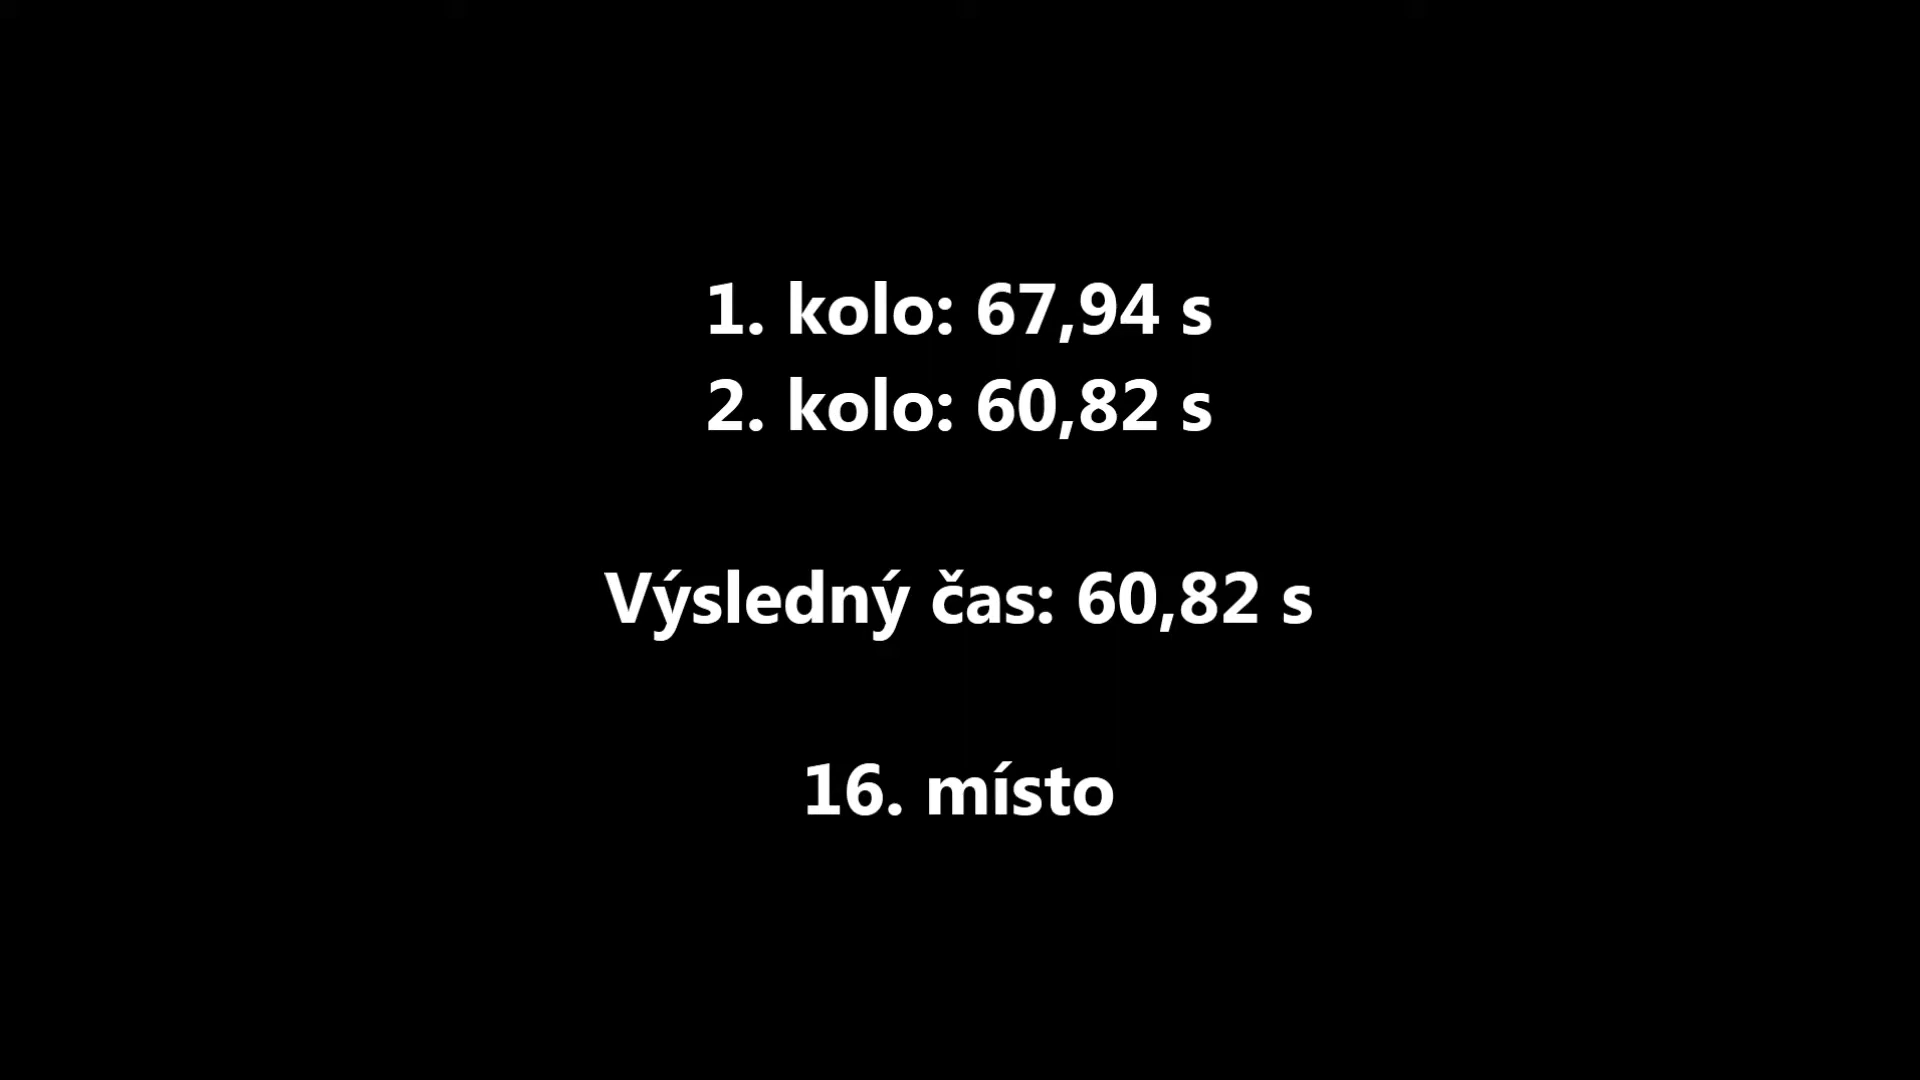 1. kolo: 67,94 s
2. kolo: 60,82 s
Výsledný čas: 60,82 s
16. místo